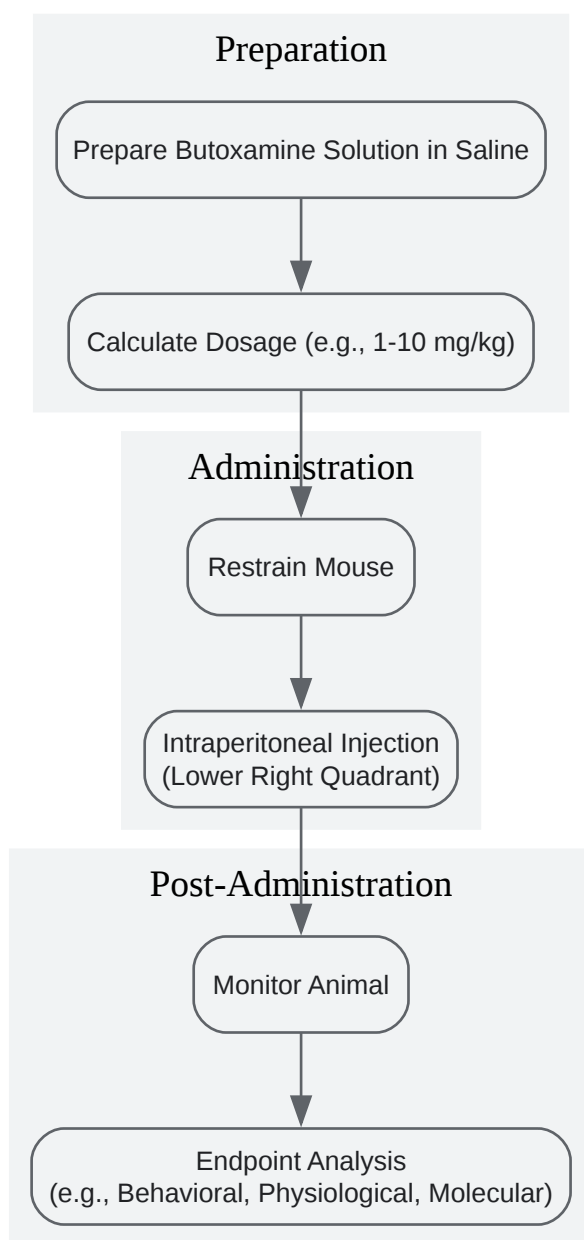 Preparation
Prepare Butoxamine Solution in Saline
Calculate Dosage (e.g., 1-10 mg/kg)
Administration
Restrain Mouse
Intraperitoneal Injection
(Lower Right Quadrant)
Post-Administration
Monitor Animal
Endpoint Analysis
(e.g., Behavioral, Physiological, Molecular)